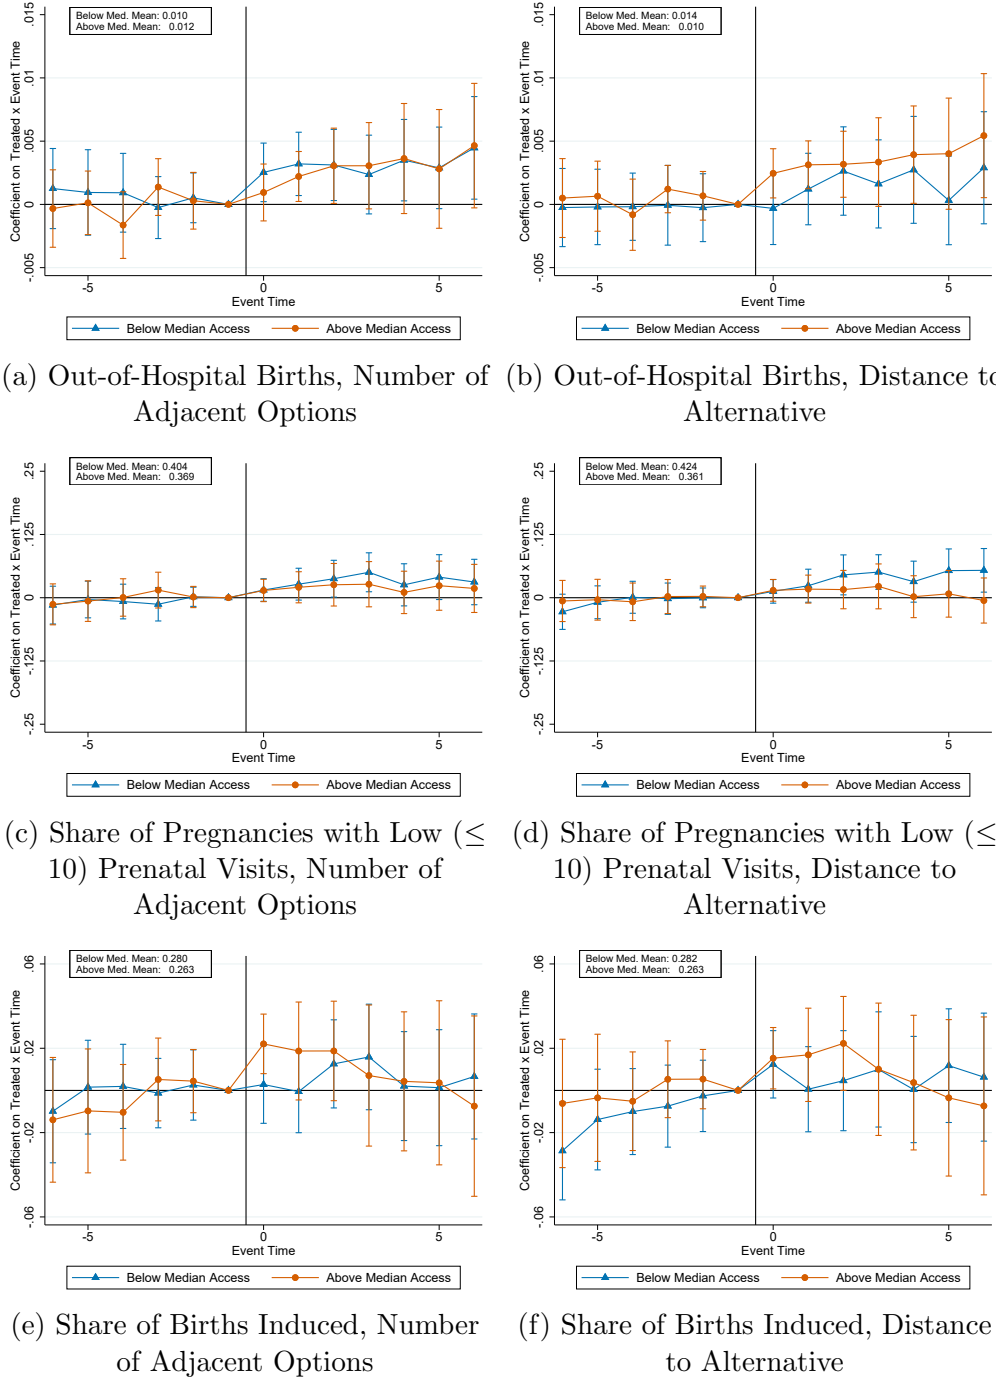 Below Med. Mean: 0.010
Above Med. Mean: 0.012
Coefficient on Treated x Event Time
.015
.01
.005
0
-.005
-5
0
5
Event Time
Below Median Access
Above Median Access
(a) Out-of-Hospital Births, Number of
Adjacent Options
Below Med. Mean: 0.014
Above Med. Mean: 0.010
Coefficient on Treated x Event Time
.015
.01
.005
0
-.005
-5
0
5
Event Time
Below Median Access
Above Median Access
(b) Out-of-Hospital Births, Distance to
Alternative
Below Med. Mean: 0.404
Above Med. Mean: 0.369
Coefficient on Treated x Event Time
.25
.125
0
-.125
-.25
-5
0
5
Event Time
Below Median Access
Above Median Access
(c) Share of Pregnancies with Low (≤
10) Prenatal Visits, Number of
Adjacent Options
Below Med. Mean: 0.424
Above Med. Mean: 0.361
Coefficient on Treated x Event Time
.25
.125
0
-.125
-.25
-5
0
5
Event Time
Below Median Access
Above Median Access
(d) Share of Pregnancies with Low (≤
10) Prenatal Visits, Distance to
Alternative
Below Med. Mean: 0.280
Above Med. Mean: 0.263
Coefficient on Treated x Event Time
.06
.02
-.02
-.06
-5
0
5
Event Time
Below Median Access
Above Median Access
(e) Share of Births Induced, Number
of Adjacent Options
Below Med. Mean: 0.282
Above Med. Mean: 0.263
Coefficient on Treated x Event Time
.06
.02
-.02
-.06
-5
0
5
Event Time
Below Median Access
Above Median Access
(f) Share of Births Induced, Distance
to Alternative